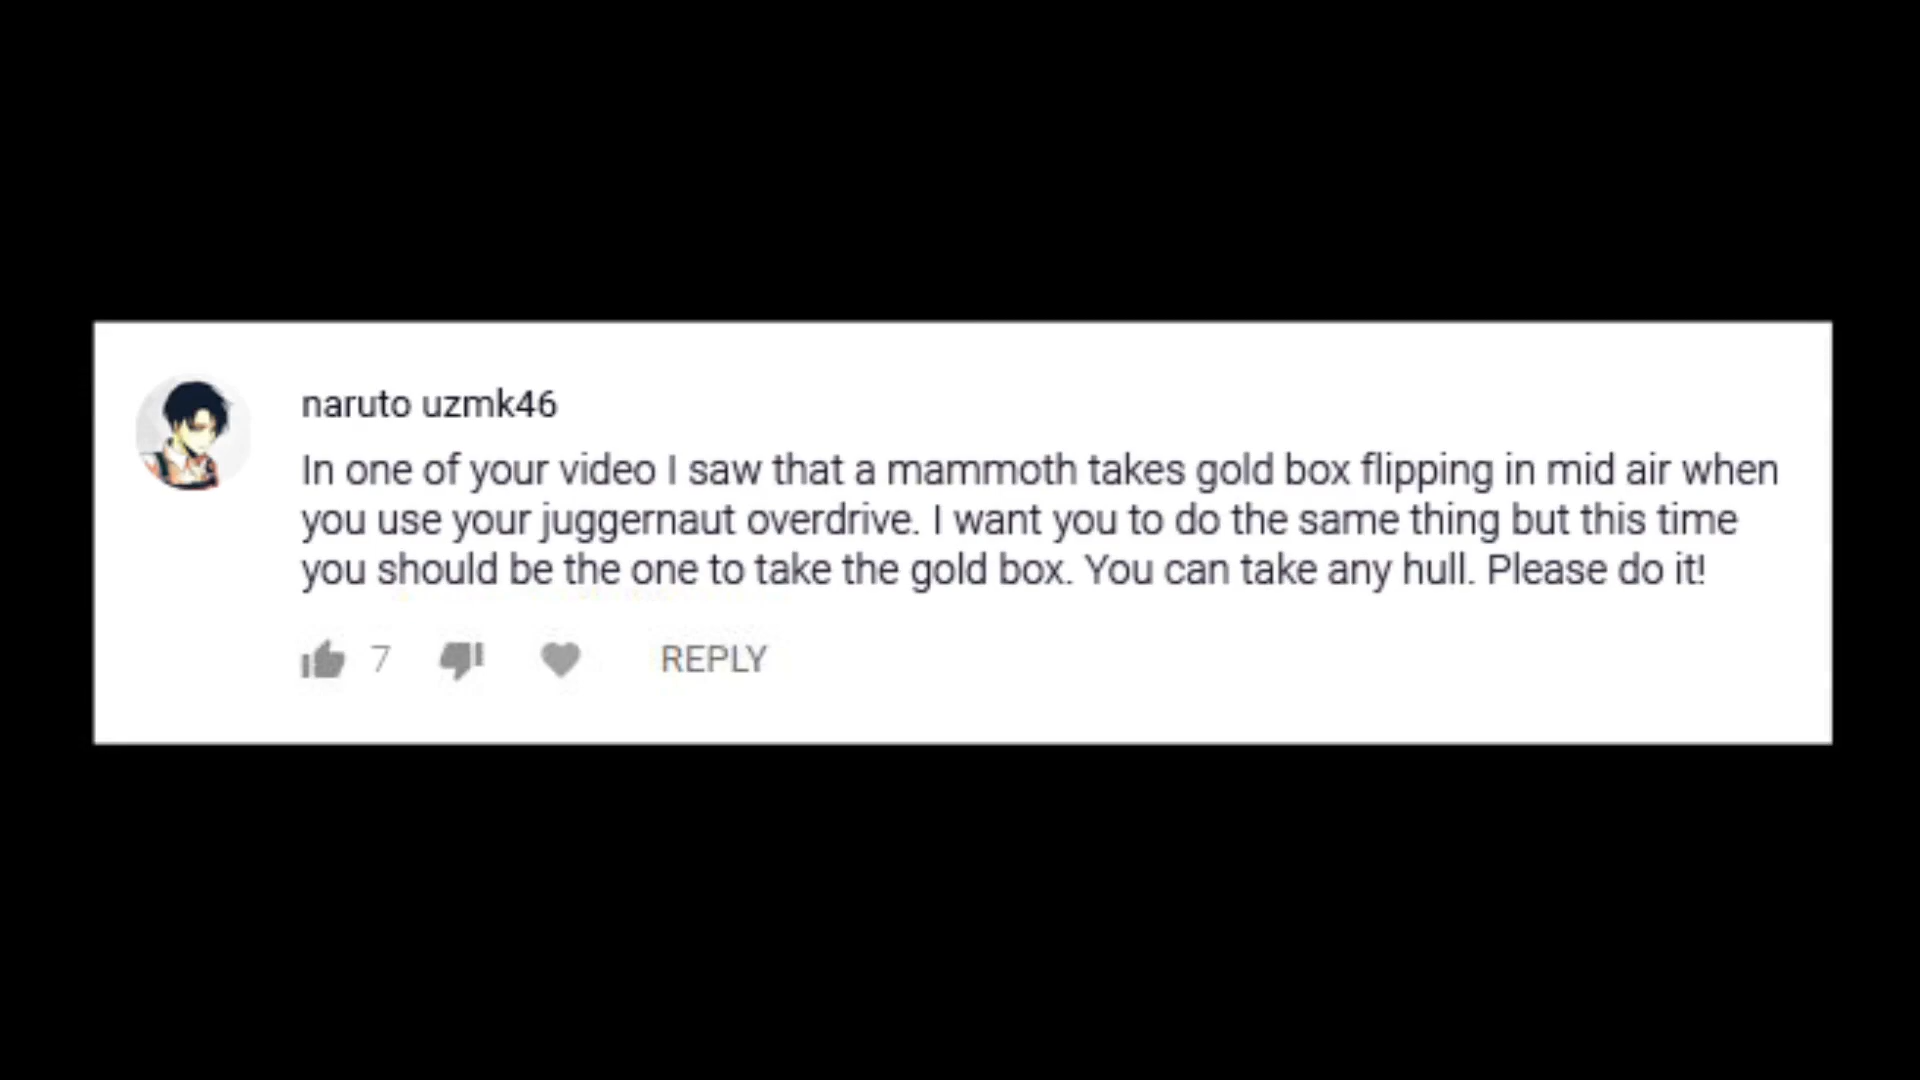 naruto uzmk46
In one of your video I saw that a mammoth takes gold box flipping in mid air when
you use your juggernaut overdrive. I want you to do the same thing but this time
you should be the one to take the gold box. You can take any hull. Please do it!
7 REPLY